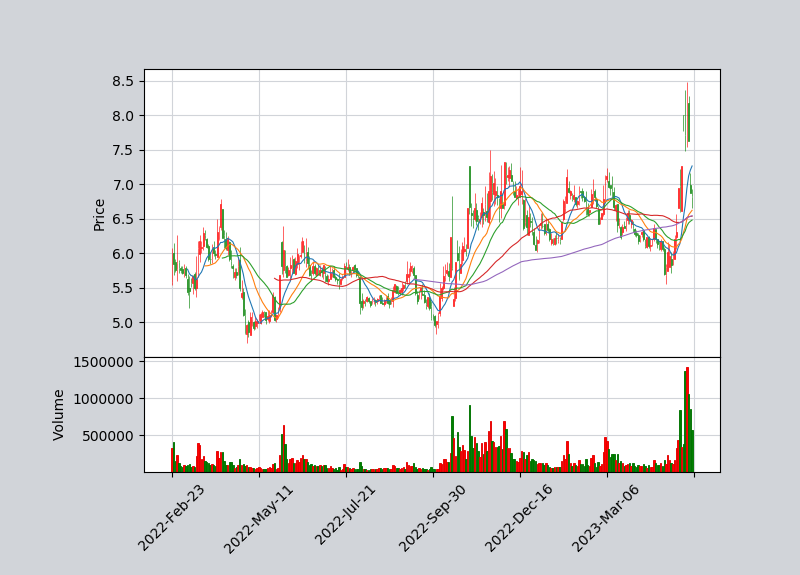 8.5
8.0
7.5
7.0
6.5
6.0
5.5
5.0
Price
1500000
1000000
500000
Volume
2022-Feb-23
2022-May-11
2022-Jul-21
2022-Sep-30
2022-Dec-16
2023-Mar-06